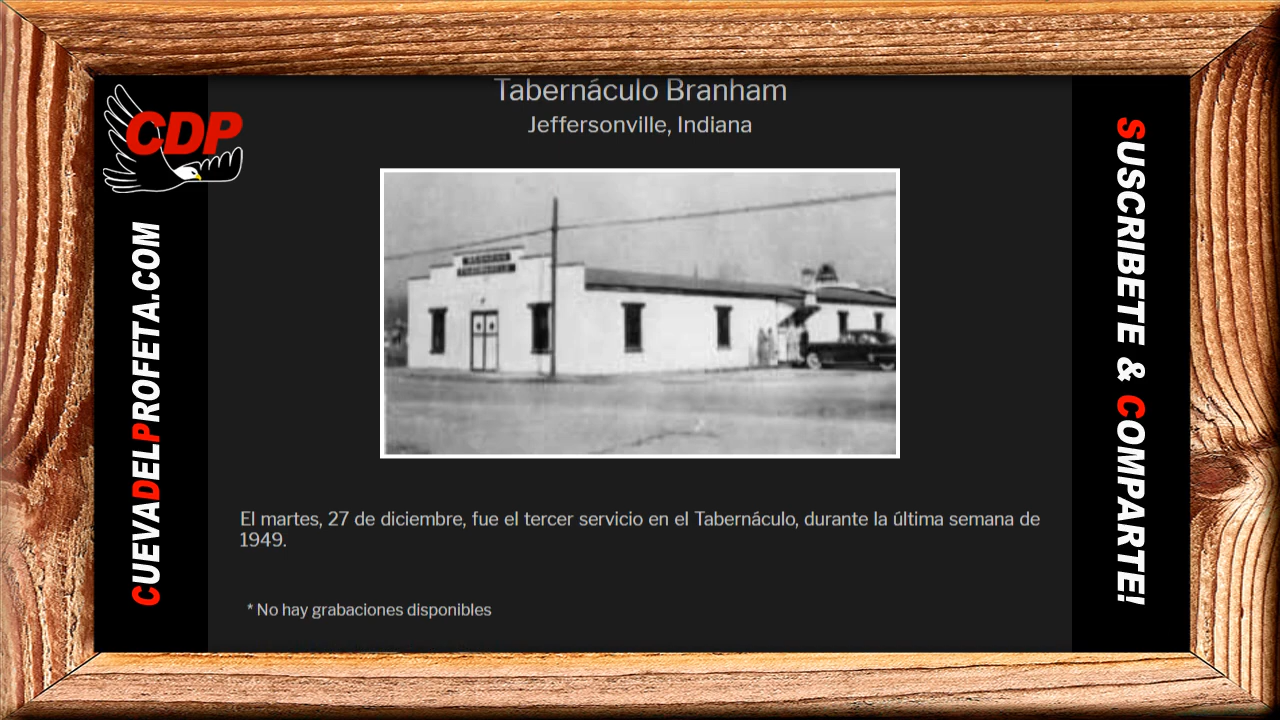 Tabernáculo Branham
Jeffersonville, Indiana
CDP
CUEVADELPROFETA.COM
SUSCRIBETE & COMPARTE!
El martes, 27 de diciembre, fue el tercer servicio en el Tabernáculo, durante la última semana de
1949.
* No hay grabaciones disponibles